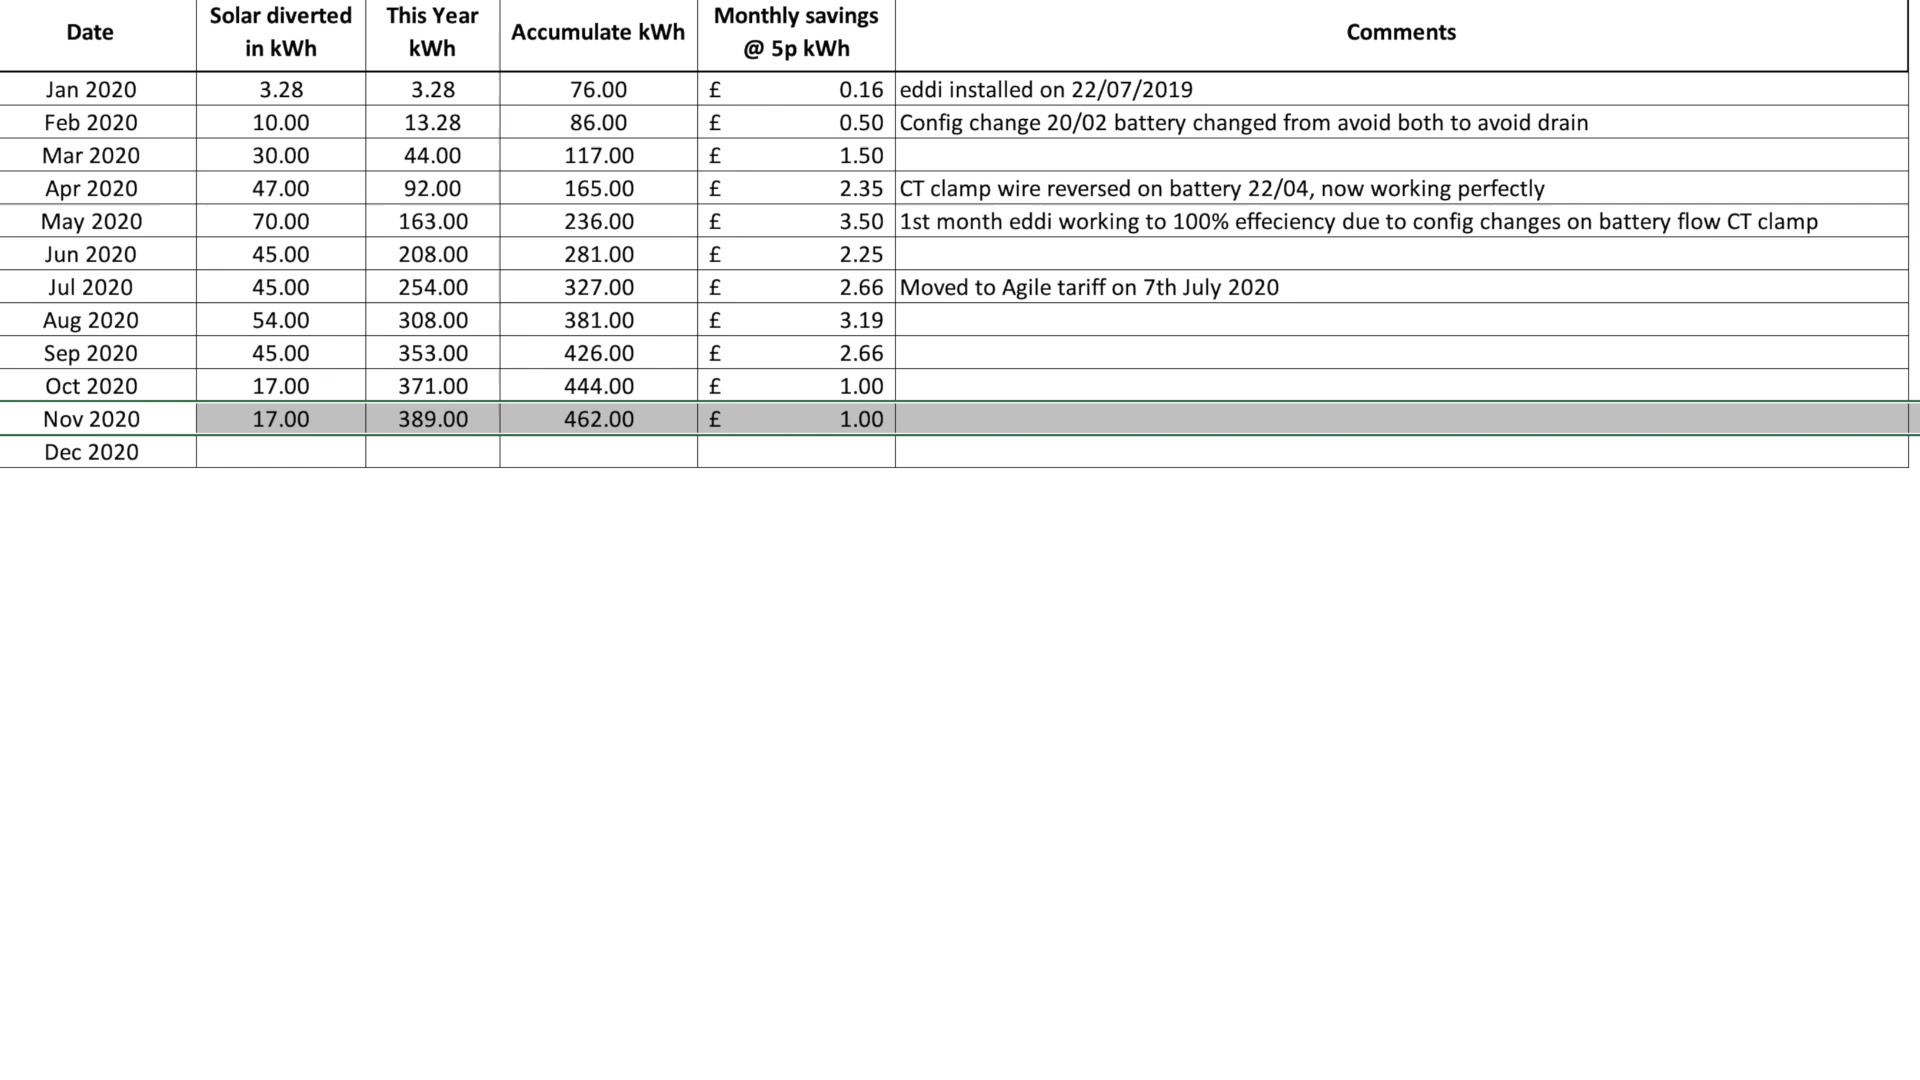 Date Solar diverted in kWh This Year kWh Accumulate kWh Monthly savings @ 5p kWh Comments
Jan 2020 3.28 3.28 76.00 £ 0.16 eddi installed on 22/07/2019
Feb 2020 10.00 13.28 86.00 £ 0.50 Config change 20/02 battery changed from avoid both to avoid drain
Mar 2020 30.00 44.00 117.00 £ 1.50
Apr 2020 47.00 92.00 165.00 £ 2.35 CT clamp wire reversed on battery 22/04, now working perfectly
May 2020 70.00 163.00 236.00 £ 3.50 1st month eddi working to 100% effeciency due to config changes on battery flow CT clamp
Jun 2020 45.00 208.00 281.00 £ 2.25
Jul 2020 45.00 254.00 327.00 £ 2.66 Moved to Agile tariff on 7th July 2020
Aug 2020 54.00 308.00 381.00 £ 3.19
Sep 2020 45.00 353.00 426.00 £ 2.66
Oct 2020 17.00 371.00 444.00 £ 1.00
Nov 2020 17.00 389.00 462.00 £ 1.00
Dec 2020